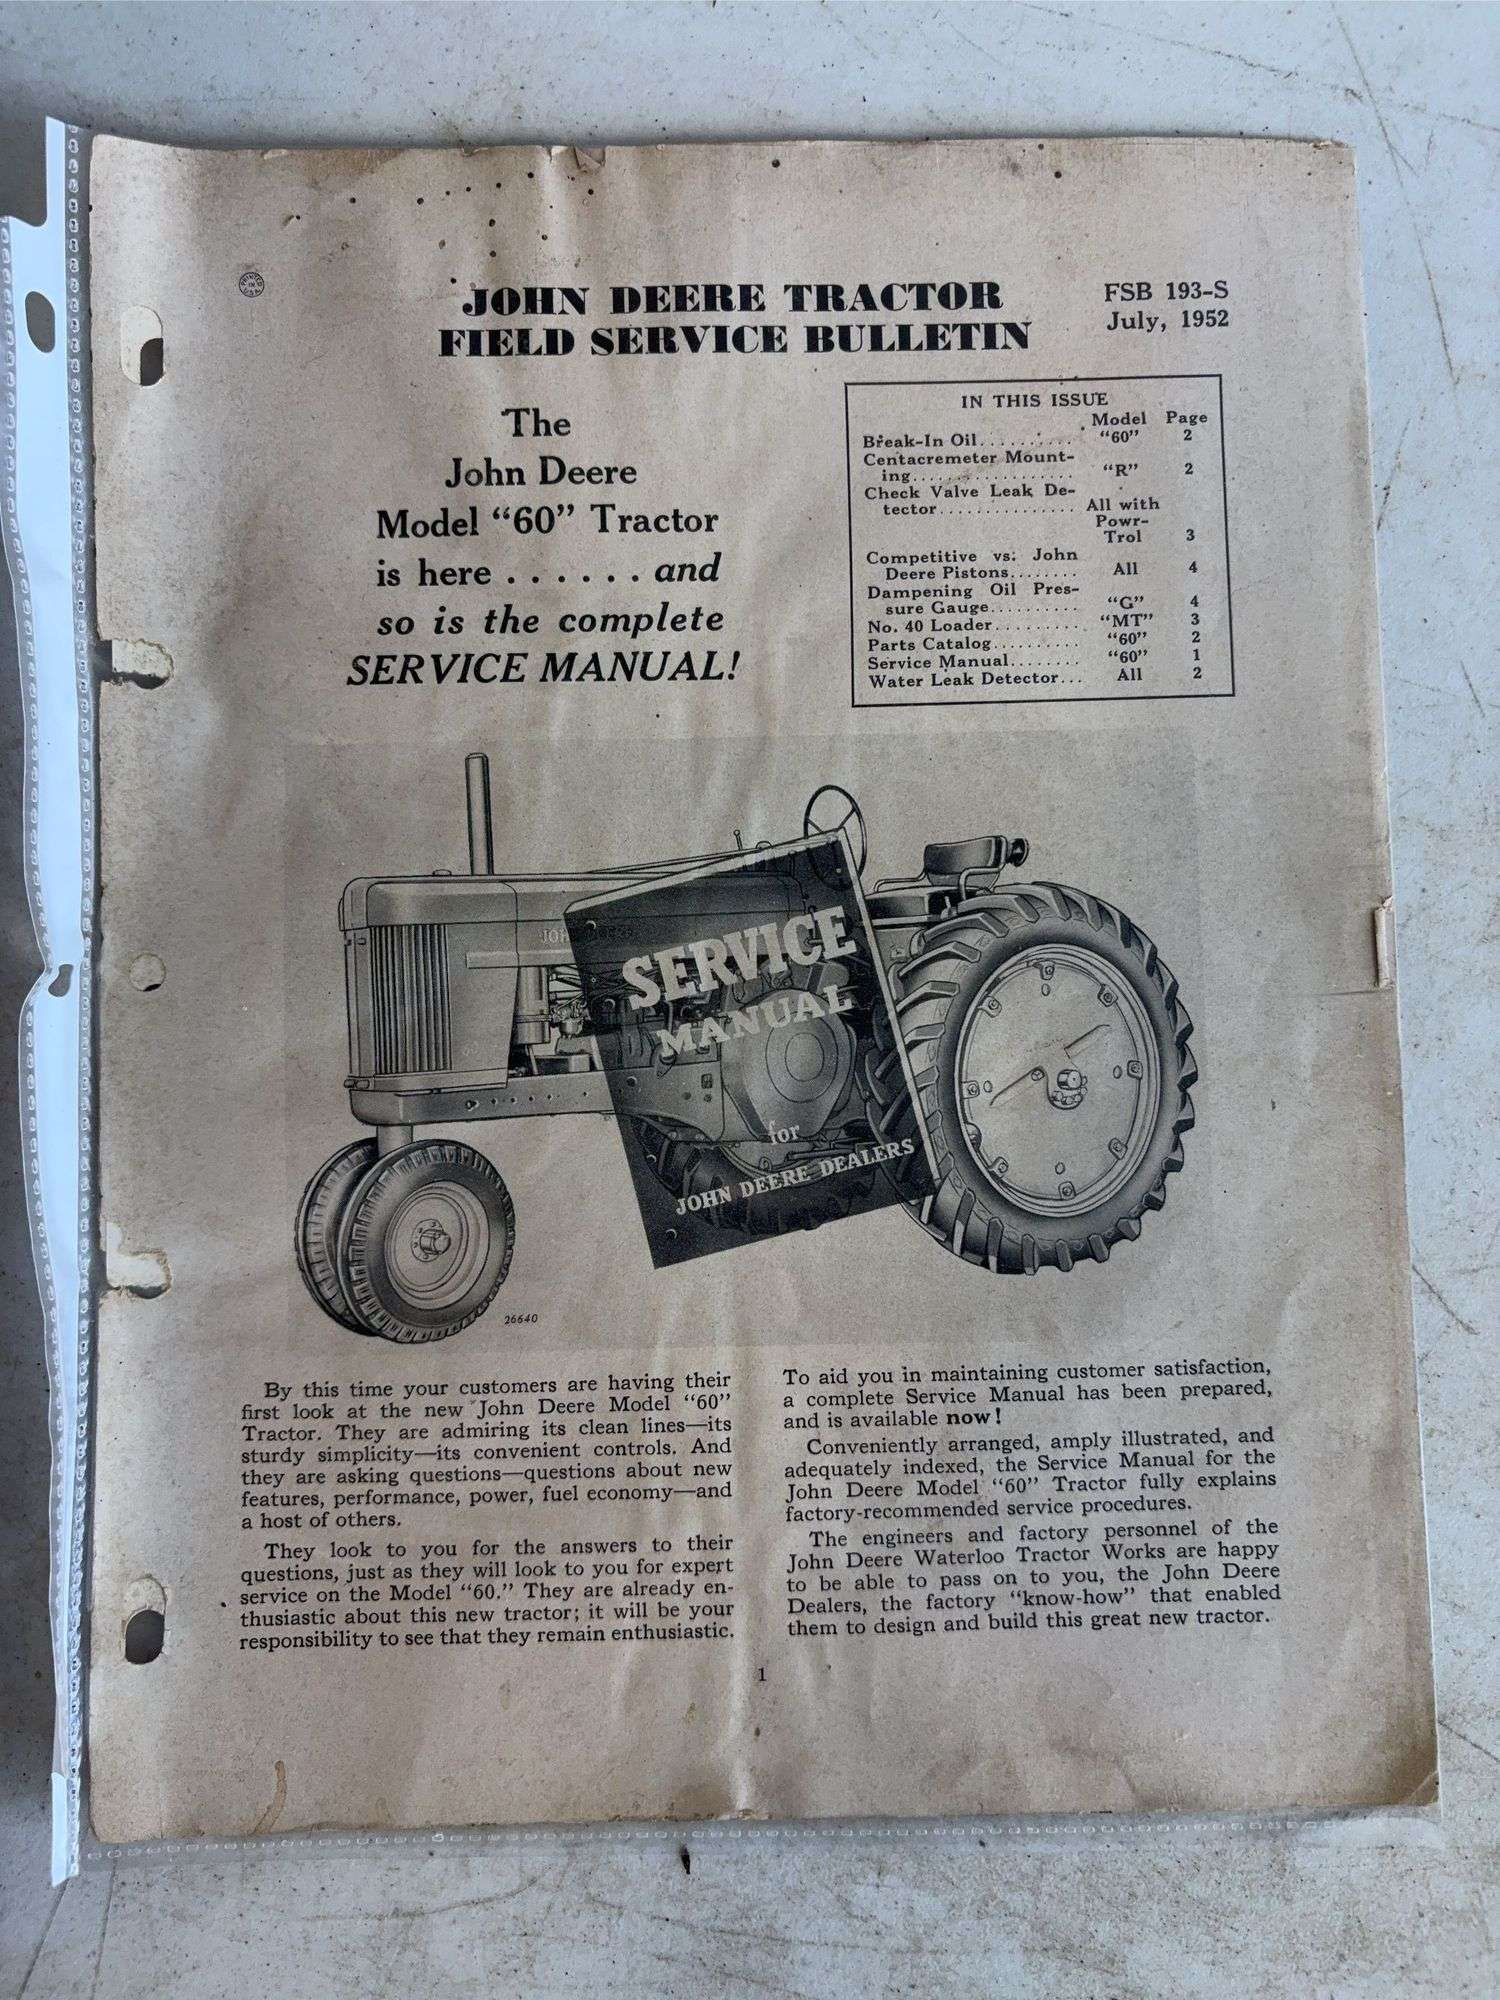 PRINTED
IN
U.S.A.
JOHN DEERE TRACTOR
FIELD SERVICE BULLETIN
FSB 193-S
July, 1952
The
John Deere
Model “60” Tractor
is here . . . . . . and
so is the complete
SERVICE MANUAL!
IN THIS ISSUE
Model Page
Break-In Oil.......... “60” 2
Centacremeter Mount-
ing.................. “R” 2
Check Valve Leak De-
tector............... All with
Powr-
Trol 3
Competitive vs. John
Deere Pistons........ All 4
Dampening Oil Pres-
sure Gauge.......... “G” 4
No. 40 Loader.......... “MT” 3
Parts Catalog.......... “60” 2
Service Manual........ “60” 1
Water Leak Detector... All 2
SERVICE
MANUAL
for
JOHN DEERE DEALERS
26640
By this time your customers are having their
first look at the new John Deere Model “60”
Tractor. They are admiring its clean lines—its
sturdy simplicity—its convenient controls. And
they are asking questions—questions about new
features, performance, power, fuel economy—and
a host of others.
They look to you for the answers to their
questions, just as they will look to you for expert
service on the Model “60.” They are already en-
thusiastic about this new tractor; it will be your
responsibility to see that they remain enthusiastic.
To aid you in maintaining customer satisfaction,
a complete Service Manual has been prepared,
and is available now!
Conveniently arranged, amply illustrated, and
adequately indexed, the Service Manual for the
John Deere Model “60” Tractor fully explains
factory-recommended service procedures.
The engineers and factory personnel of the
John Deere Waterloo Tractor Works are happy
to be able to pass on to you, the John Deere
Dealers, the factory “know-how” that enabled
them to design and build this great new tractor.
1